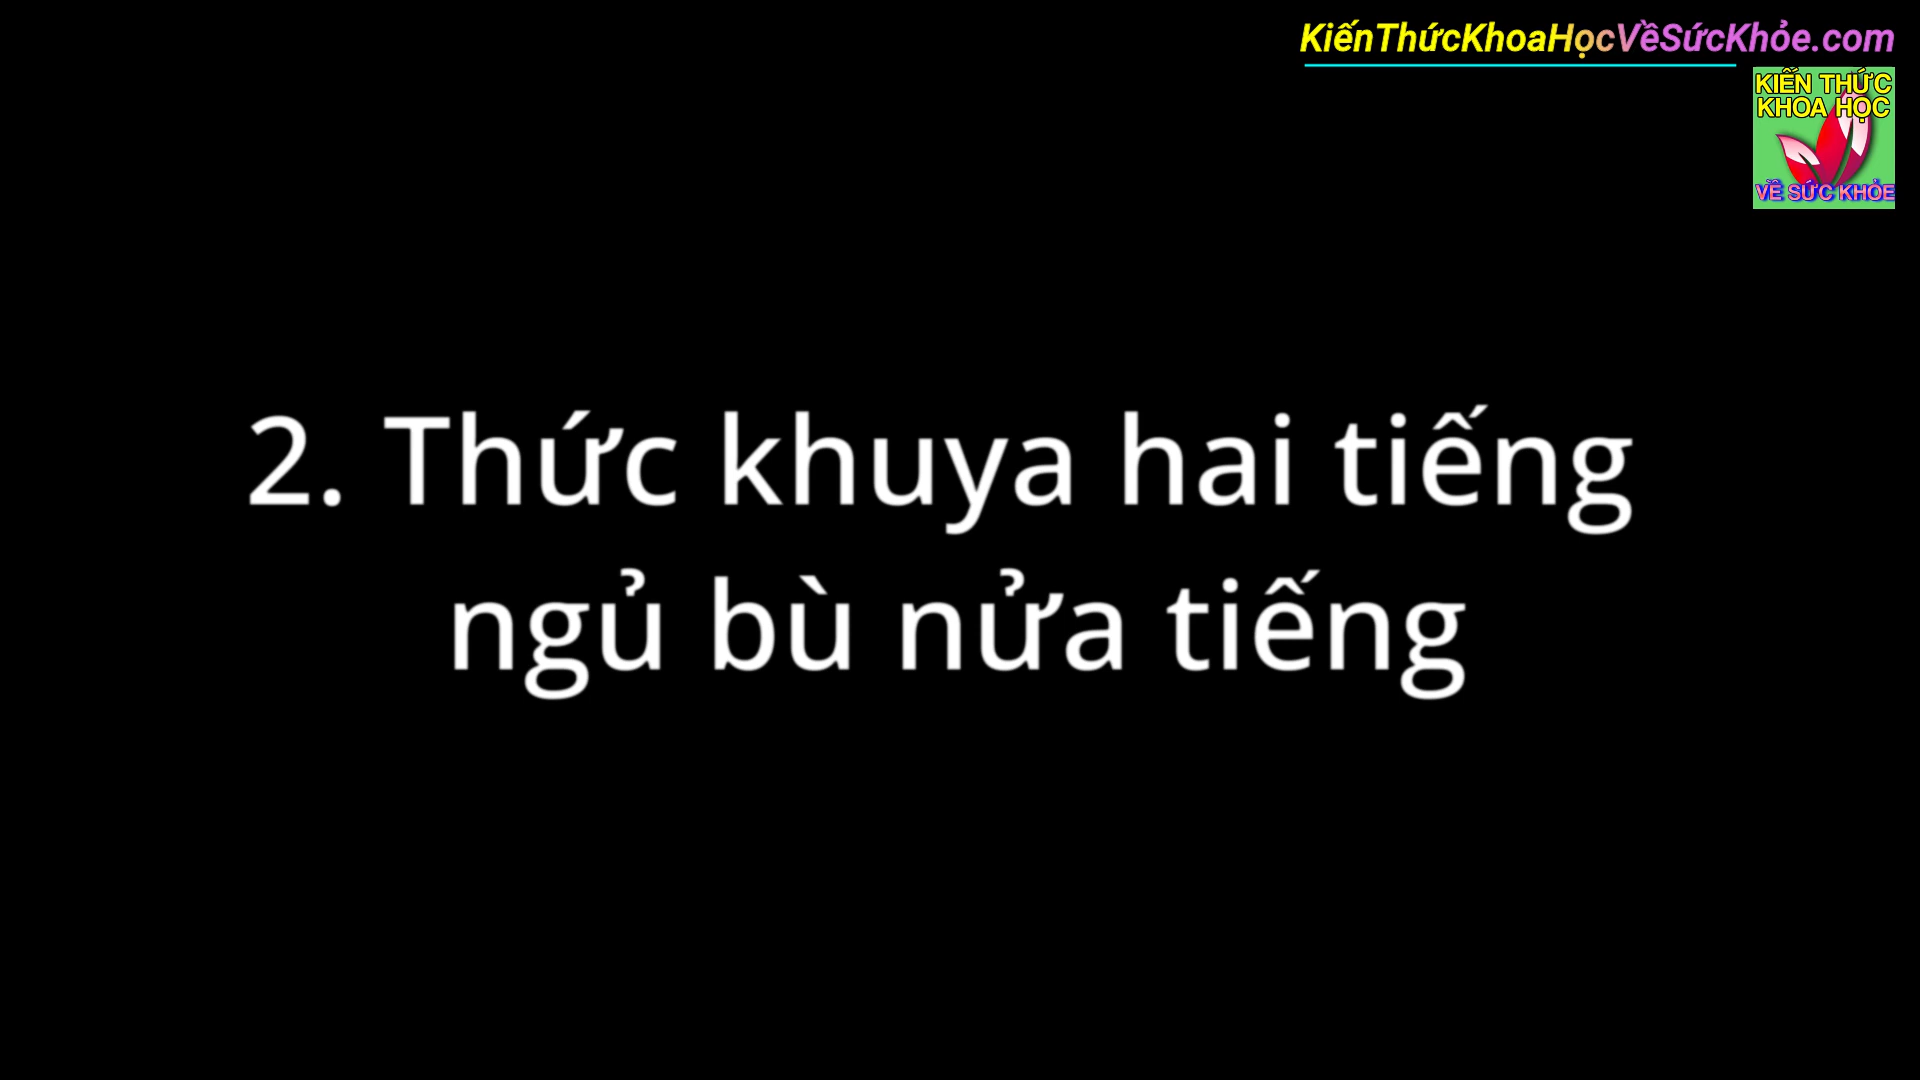 KiếnThứcKhoaHọcVềSứcKhỏe.com
KIẾN THỨC
KHOA HỌC
VỀ SỨC KHỎE
2. Thức khuya hai tiếng
ngủ bù nửa tiếng